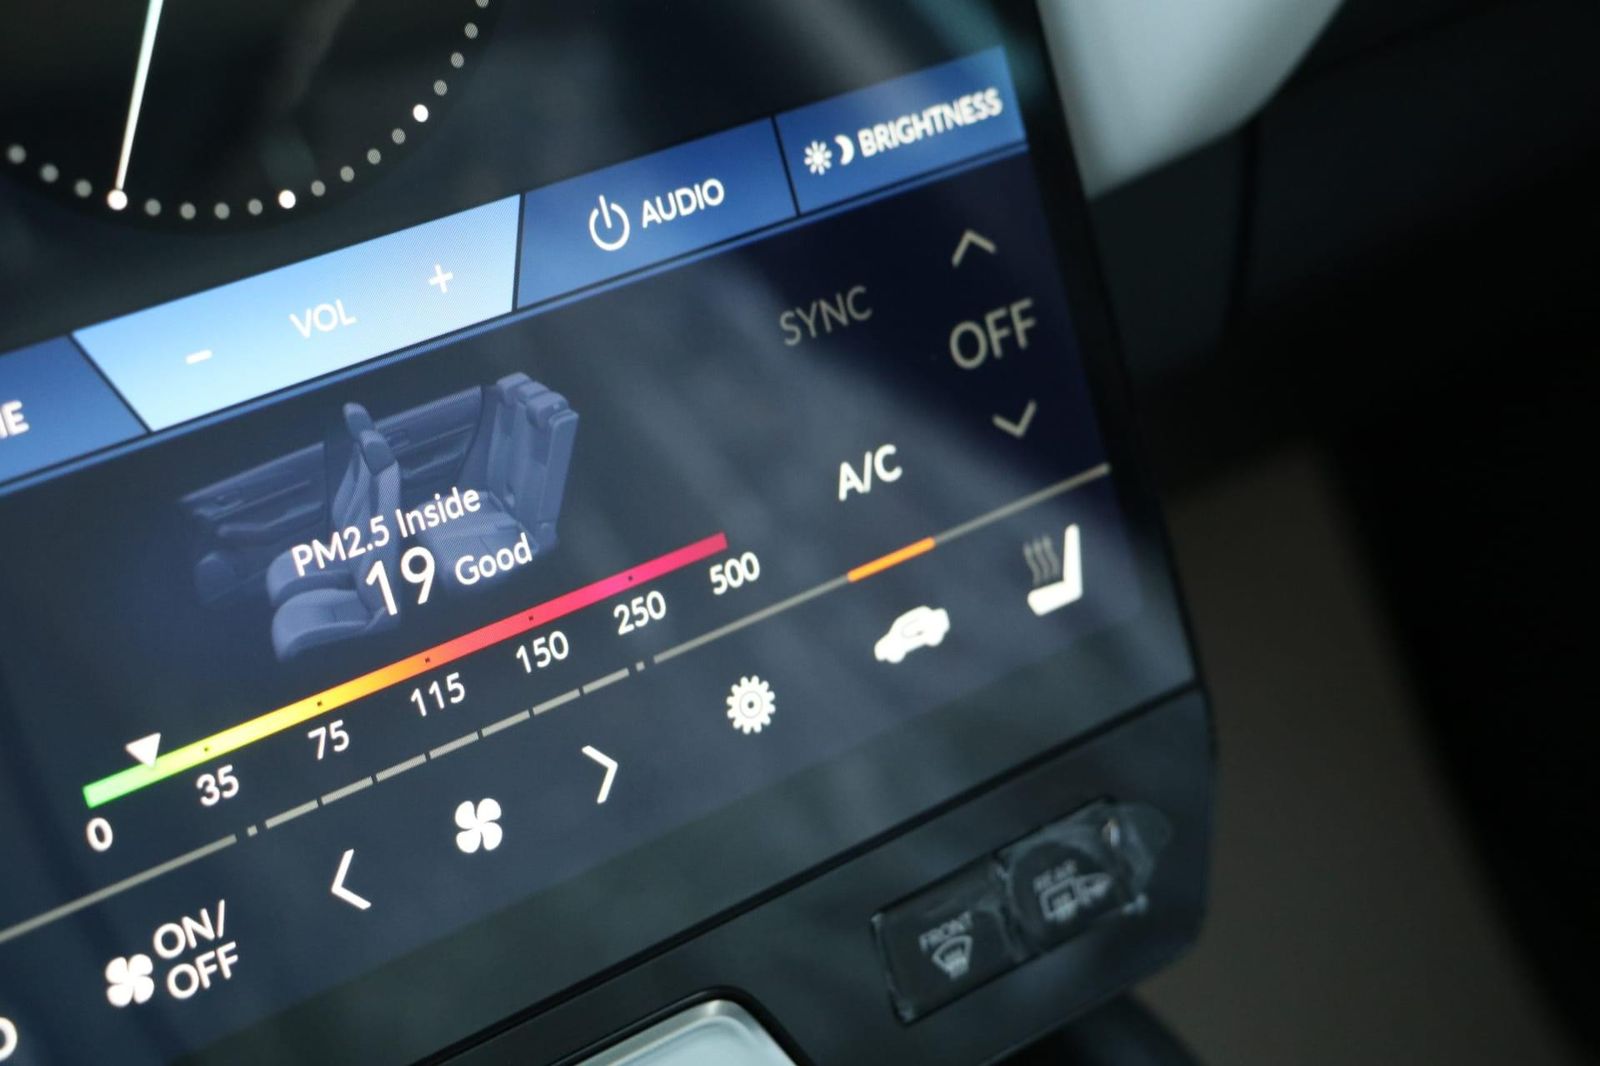 BRIGHTNESS
AUDIO
- VOL +
SYNC
OFF
A/C
PM2.5 Inside
19 Good
0 35 75 115 150 250 500
ON/
OFF
FRONT
REAR